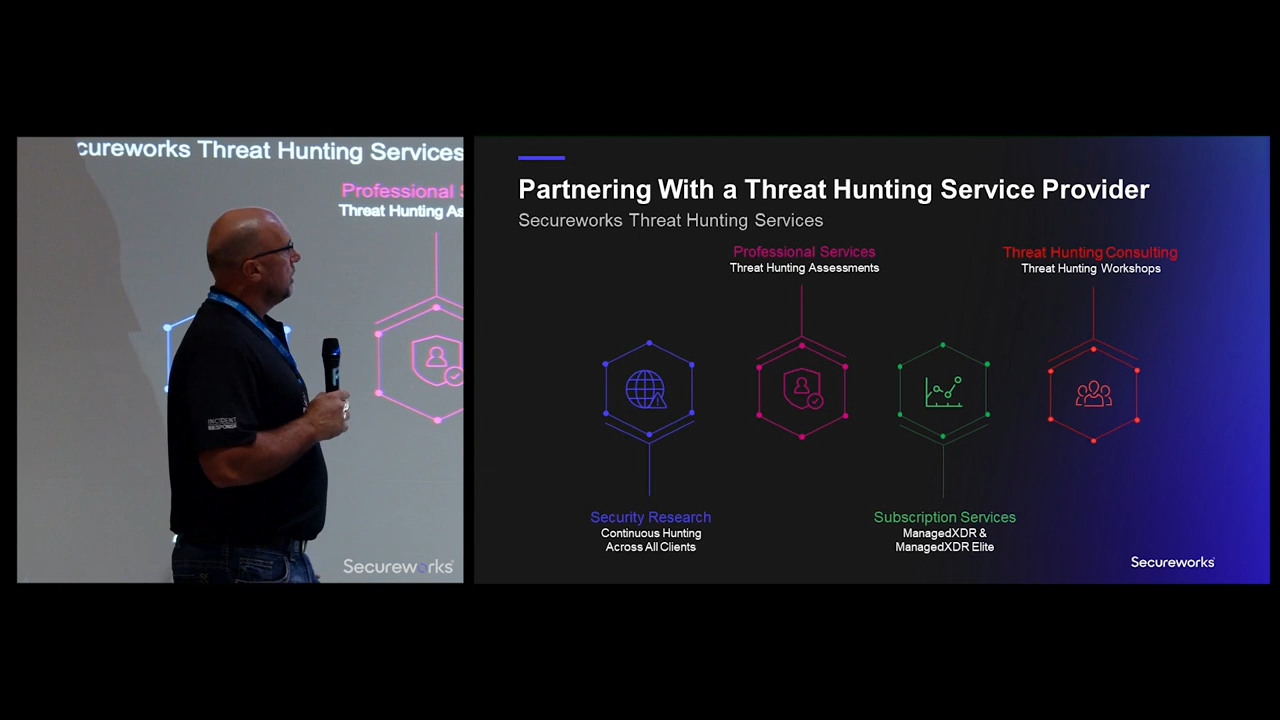 cureworks Threat Hunting Services
Professional S
Threat Hunting As
INCIDENT
RESPONSE
Secureworks
Partnering With a Threat Hunting Service Provider
Secureworks Threat Hunting Services
Professional Services
Threat Hunting Assessments
Threat Hunting Consulting
Threat Hunting Workshops
Security Research
Continuous Hunting
Across All Clients
Subscription Services
ManagedXDR &
ManagedXDR Elite
Secureworks